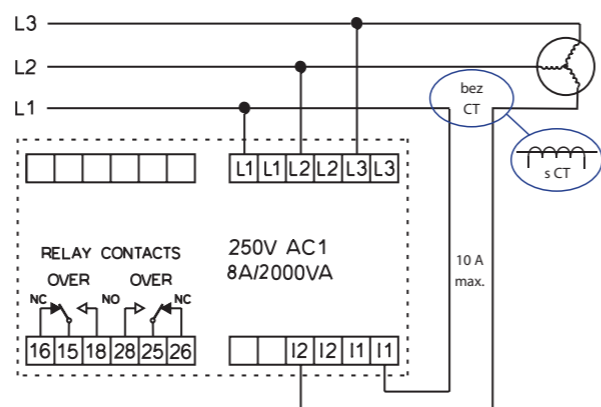 L3
L2
L1
bez
CT
s CT
L1 L1 L2 L2 L3 L3
RELAY CONTACTS
OVER OVER
NC NO NC
250V AC1
8A/2000VA
10 A
max.
16 15 18 28 25 26
I2 I2 I1 I1